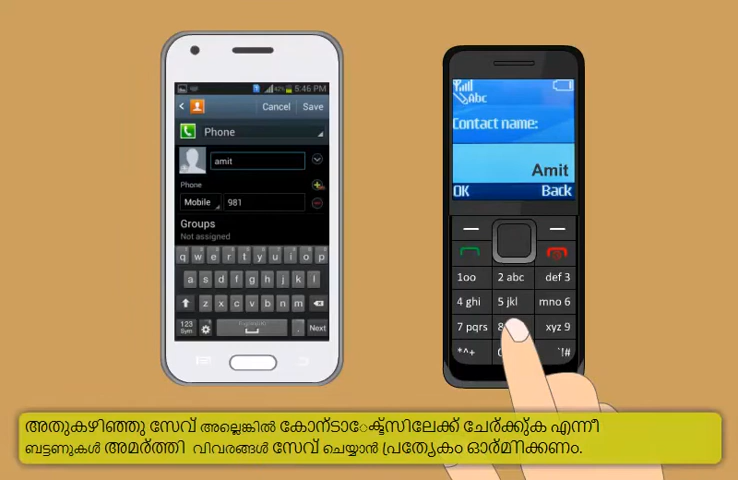 5:46 PM
Cancel Save
Phone
amit
Phone
Mobile 981
Groups
Not assigned
q w e r t y u i o p
a s d f g h j k l
z x c v b n m
123 Sym . Next
Abc
Contact name:
Amit
OK Back
1oo 2 abc def 3
4 ghi 5 jkl mno 6
7 pqrs 8 xyz 9
*^+ 0 `!#
അതുകഴിഞ്ഞു സേവ് അല്ലെങ്കിൽ കോൺടാക്ട്സിലേക്ക് ചേർക്കുക എന്നീ
ബട്ടണുകൾ അമർത്തി വിവരങ്ങൾ സേവ് ചെയ്യാൻ പ്രത്യേകം ഓർമിക്കണം.